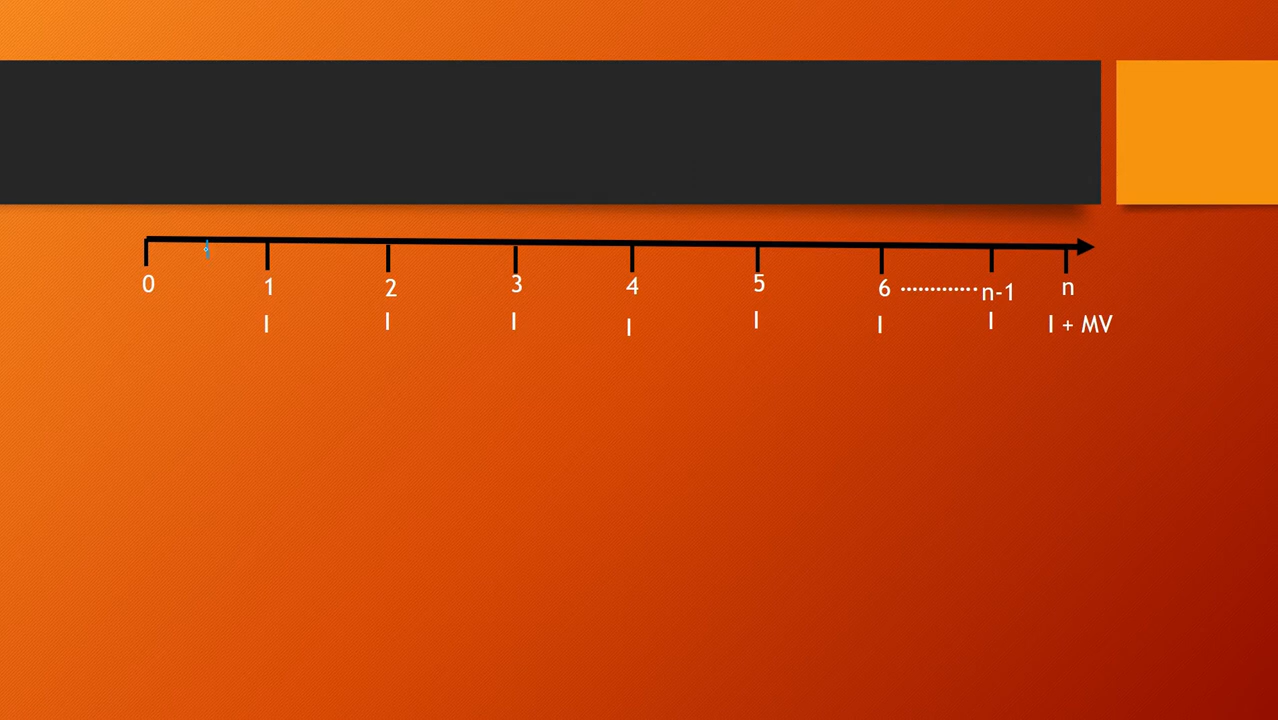 0 1 2 3 4 5 6 ............. n-1 n
I I I I I I I I + MV